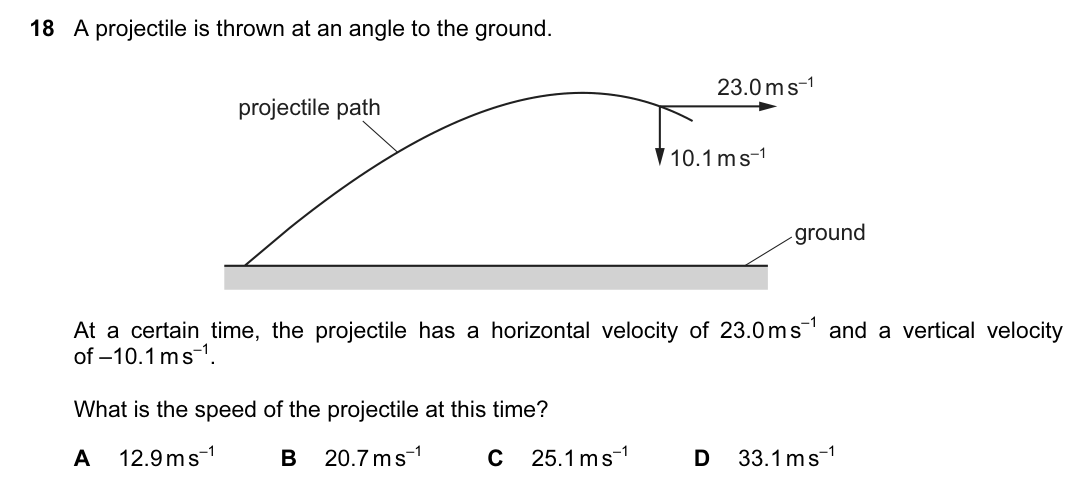 18 A projectile is thrown at an angle to the ground.
23.0 m s⁻¹
projectile path
10.1 m s⁻¹
ground
At a certain time, the projectile has a horizontal velocity of 23.0 m s⁻¹ and a vertical velocity
of –10.1 m s⁻¹.
What is the speed of the projectile at this time?
A 12.9 m s⁻¹ B 20.7 m s⁻¹ C 25.1 m s⁻¹ D 33.1 m s⁻¹